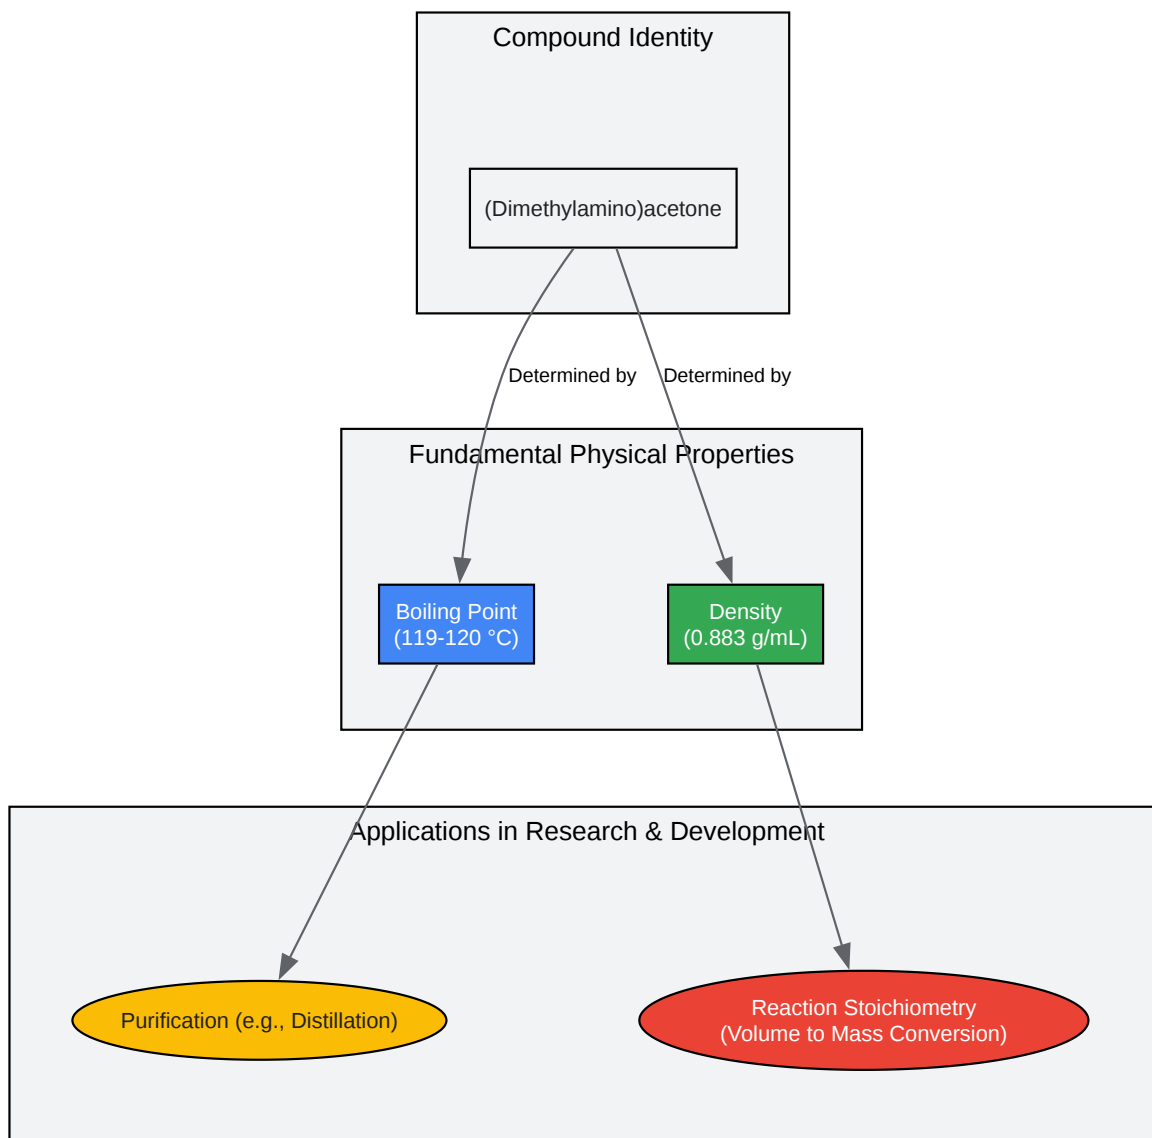 Compound Identity
(Dimethylamino)acetone
Determined by
Determined by
Fundamental Physical Properties
Boiling Point
(119-120 °C)
Density
(0.883 g/mL)
Applications in Research & Development
Purification (e.g., Distillation)
Reaction Stoichiometry
(Volume to Mass Conversion)